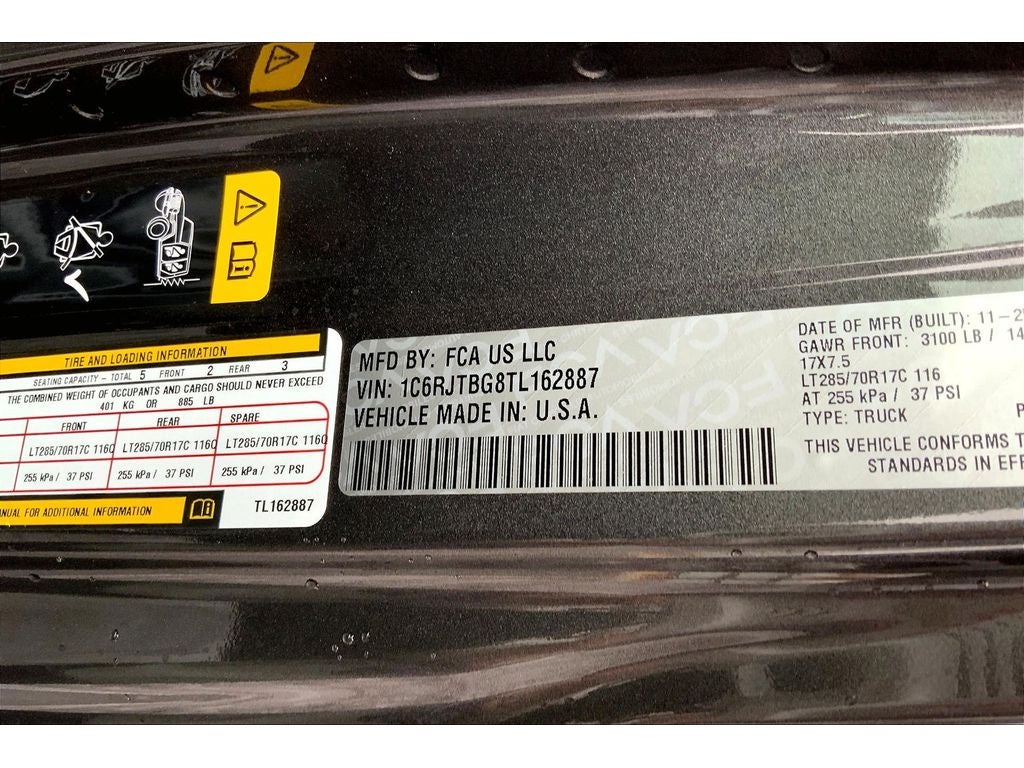 TIRE AND LOADING INFORMATION
SEATING CAPACITY - TOTAL 5 FRONT 2 REAR 3
THE COMBINED WEIGHT OF OCCUPANTS AND CARGO SHOULD NEVER EXCEED
401 KG OR 885 LB
FRONT REAR SPARE
LT285/70R17C 116Q LT285/70R17C 116Q LT285/70R17C 116Q
255 kPa / 37 PSI 255 kPa / 37 PSI 255 kPa / 37 PSI
FOR ADDITIONAL INFORMATION
TL162887
MFD BY: FCA US LLC
VIN: 1C6RJTBG8TL162887
VEHICLE MADE IN: U.S.A.
DATE OF MFR (BUILT): 11-2
GAWR FRONT: 3100 LB / 14
17X7.5
LT285/70R17C 116
AT 255 kPa / 37 PSI
TYPE: TRUCK
THIS VEHICLE CONFORMS T
STANDARDS IN EFF